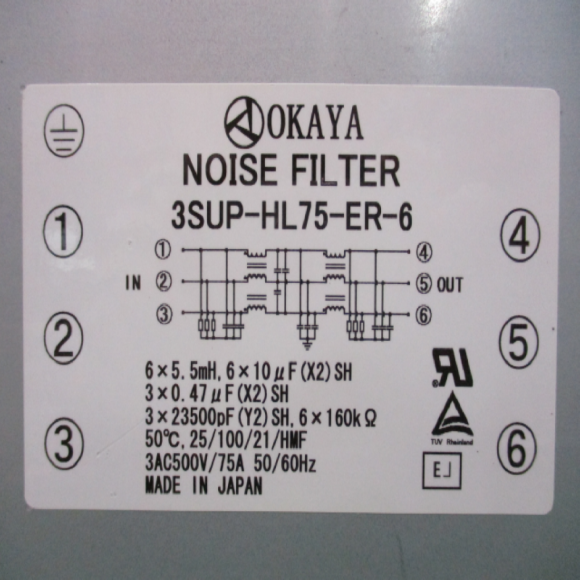 OKAYA
NOISE FILTER
3SUP-HL75-ER-6
① ④
IN ② ⑤ OUT
③ ⑥
①
②
③
④
⑤
⑥
6×5.5mH, 6×10μF(X2)SH
3×0.47μF(X2)SH
3×23500pF(Y2)SH, 6×160kΩ
50℃, 25/100/21/HMF
3AC500V/75A 50/60Hz
MADE IN JAPAN
TUV Rheinland